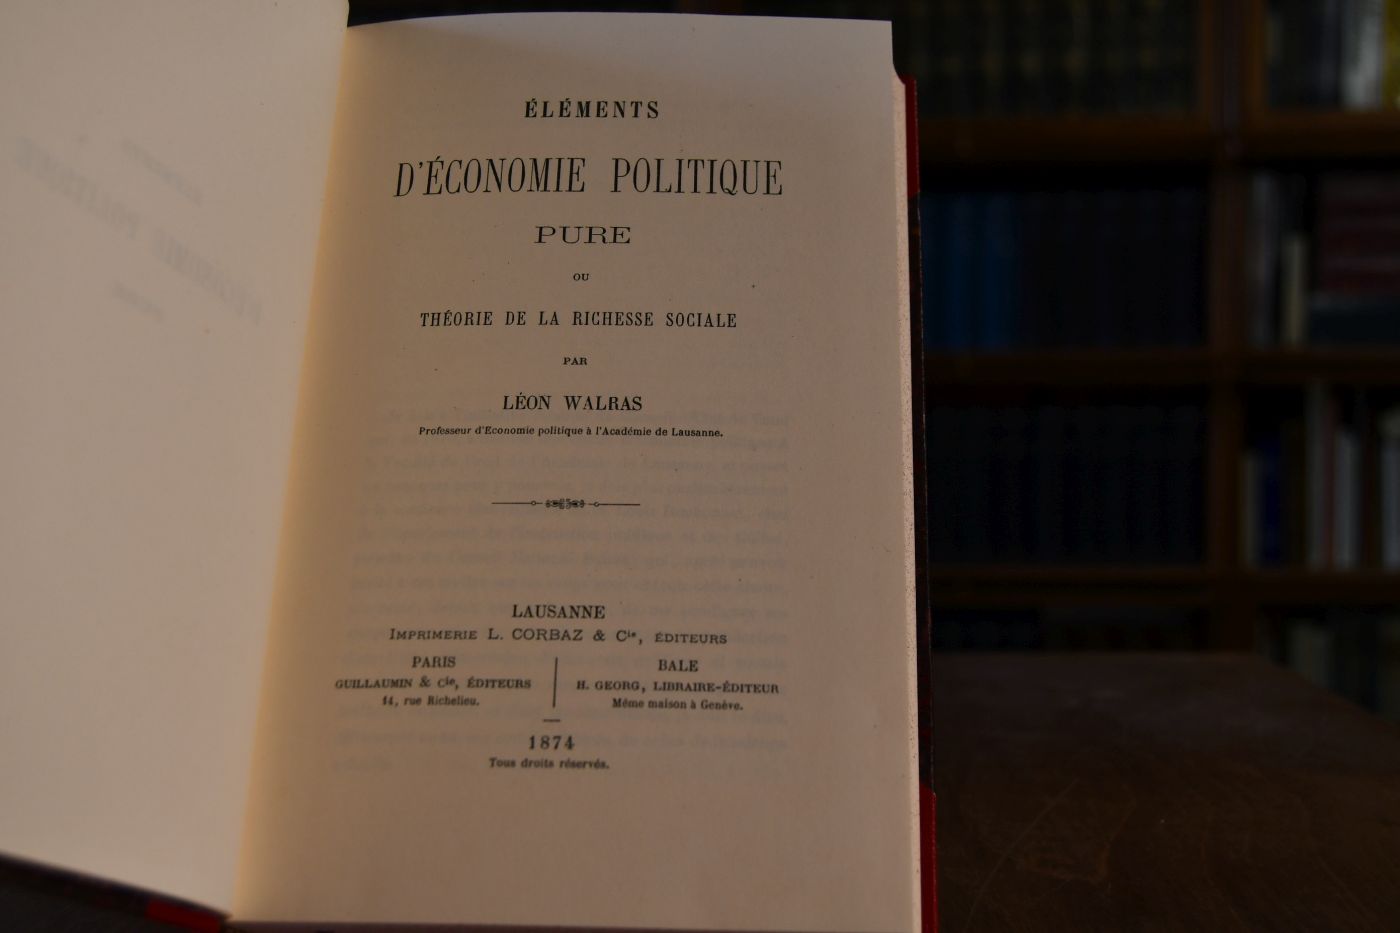 ÉLÉMENTS
D'ÉCONOMIE POLITIQUE
PURE
OU
THÉORIE DE LA RICHESSE SOCIALE
PAR
LÉON WALRAS
Professeur d'Economie politique à l'Académie de Lausanne.
LAUSANNE
IMPRIMERIE L. CORBAZ & Cie, ÉDITEURS
PARIS
GUILLAUMIN & Cie, ÉDITEURS
14, rue Richelieu.
BALE
H. GEORG, LIBRAIRE-ÉDITEUR
Même maison à Genève.
1874
Tous droits réservés.